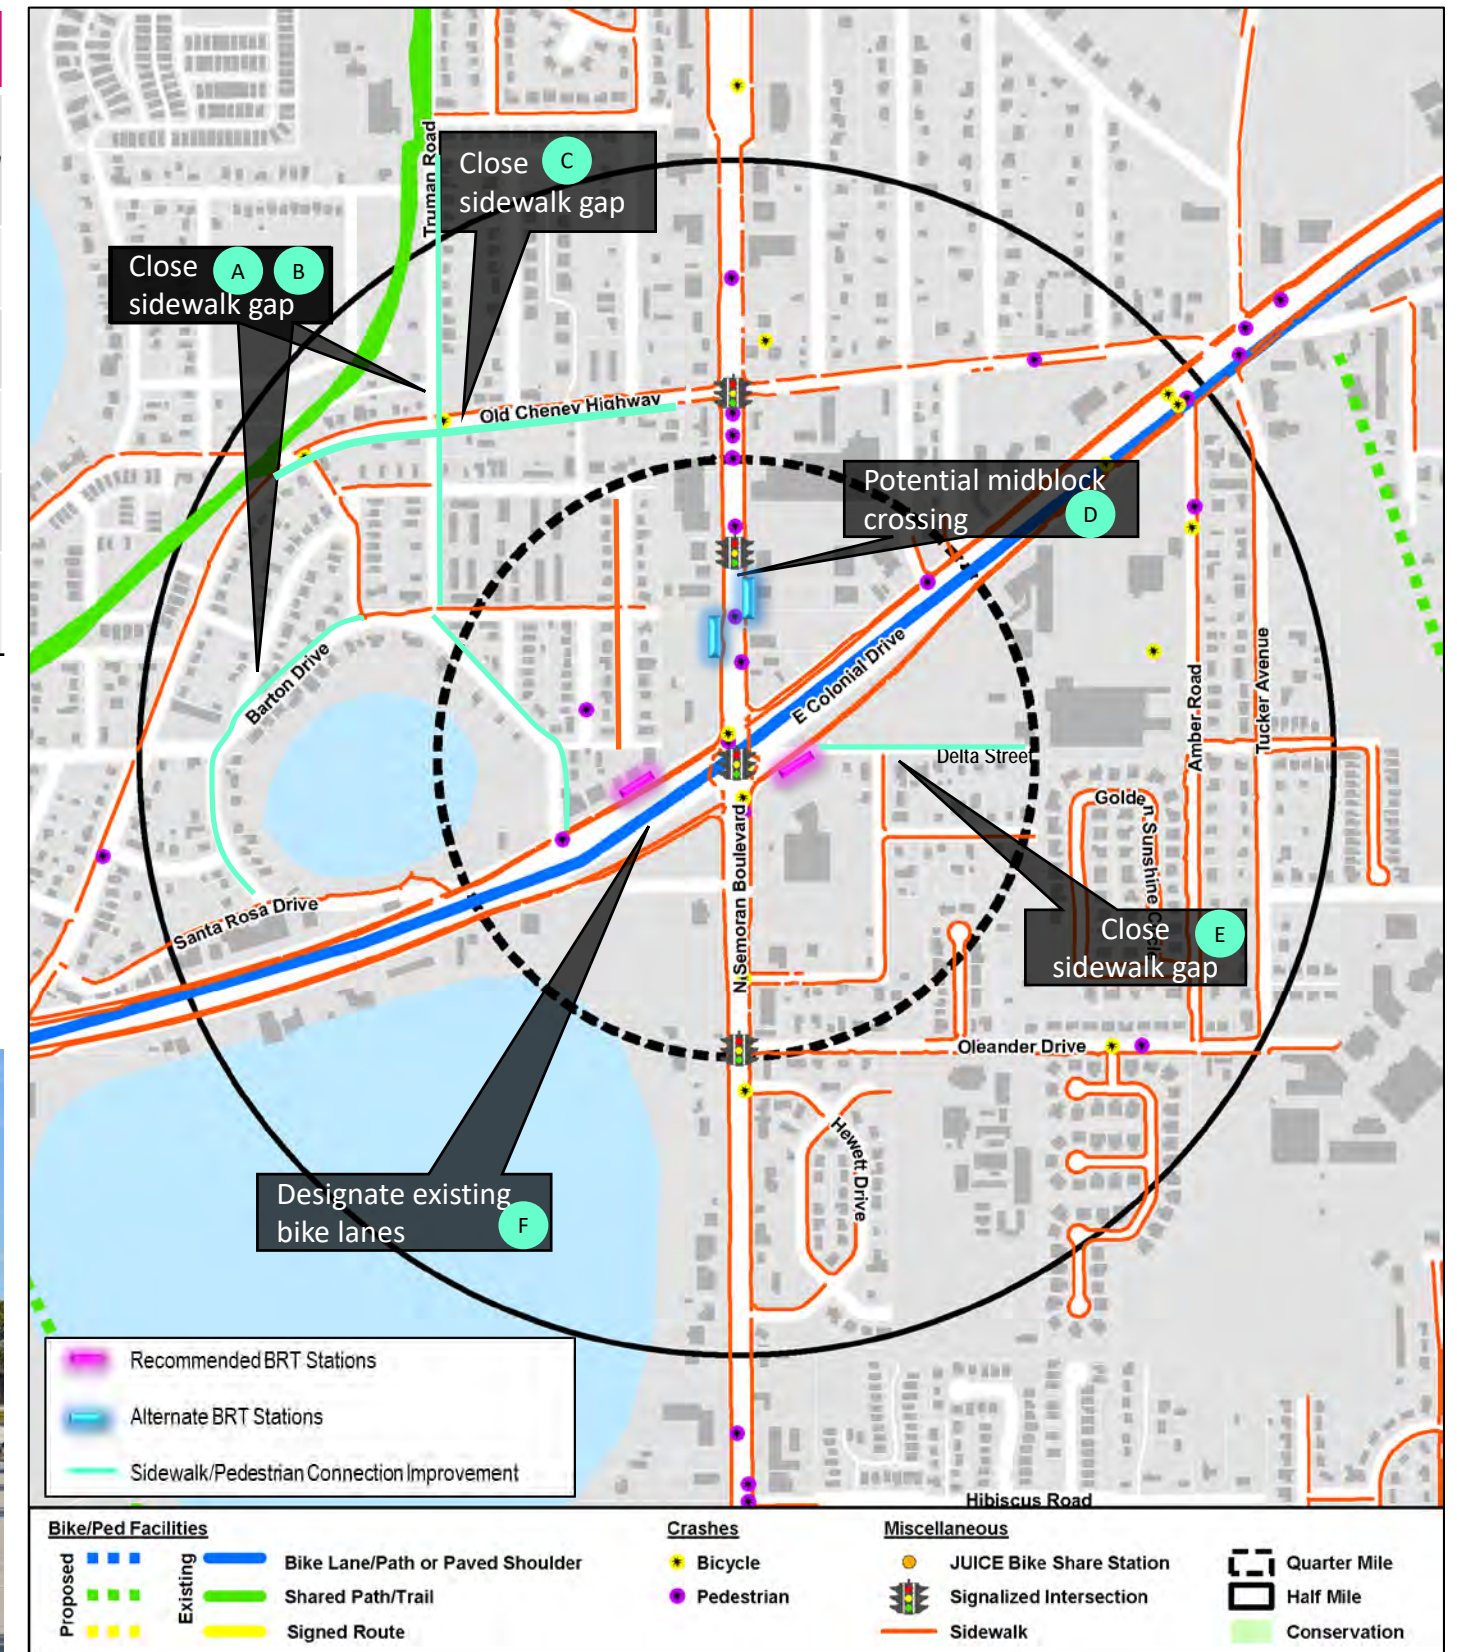 Truman Road
Close C
sidewalk gap
Close A B
sidewalk gap
Old Cheney Highway
Potential midblock
crossing D
E Colonial Drive
Barton Drive
Amber Road
Tucker Avenue
Delta Street
Golden Sunshine Circle
N Semoran Boulevard
Close E
sidewalk gap
Santa Rosa Drive
Oleander Drive
Hewett Drive
Designate existing
bike lanes F
Recommended BRT Stations
Alternate BRT Stations
Sidewalk/Pedestrian Connection Improvement
Hibiscus Road
Bike/Ped Facilities
Proposed
Existing
Bike Lane/Path or Paved Shoulder
Shared Path/Trail
Signed Route
Crashes
Bicycle
Pedestrian
Miscellaneous
JUICE Bike Share Station
Signalized Intersection
Sidewalk
Quarter Mile
Half Mile
Conservation